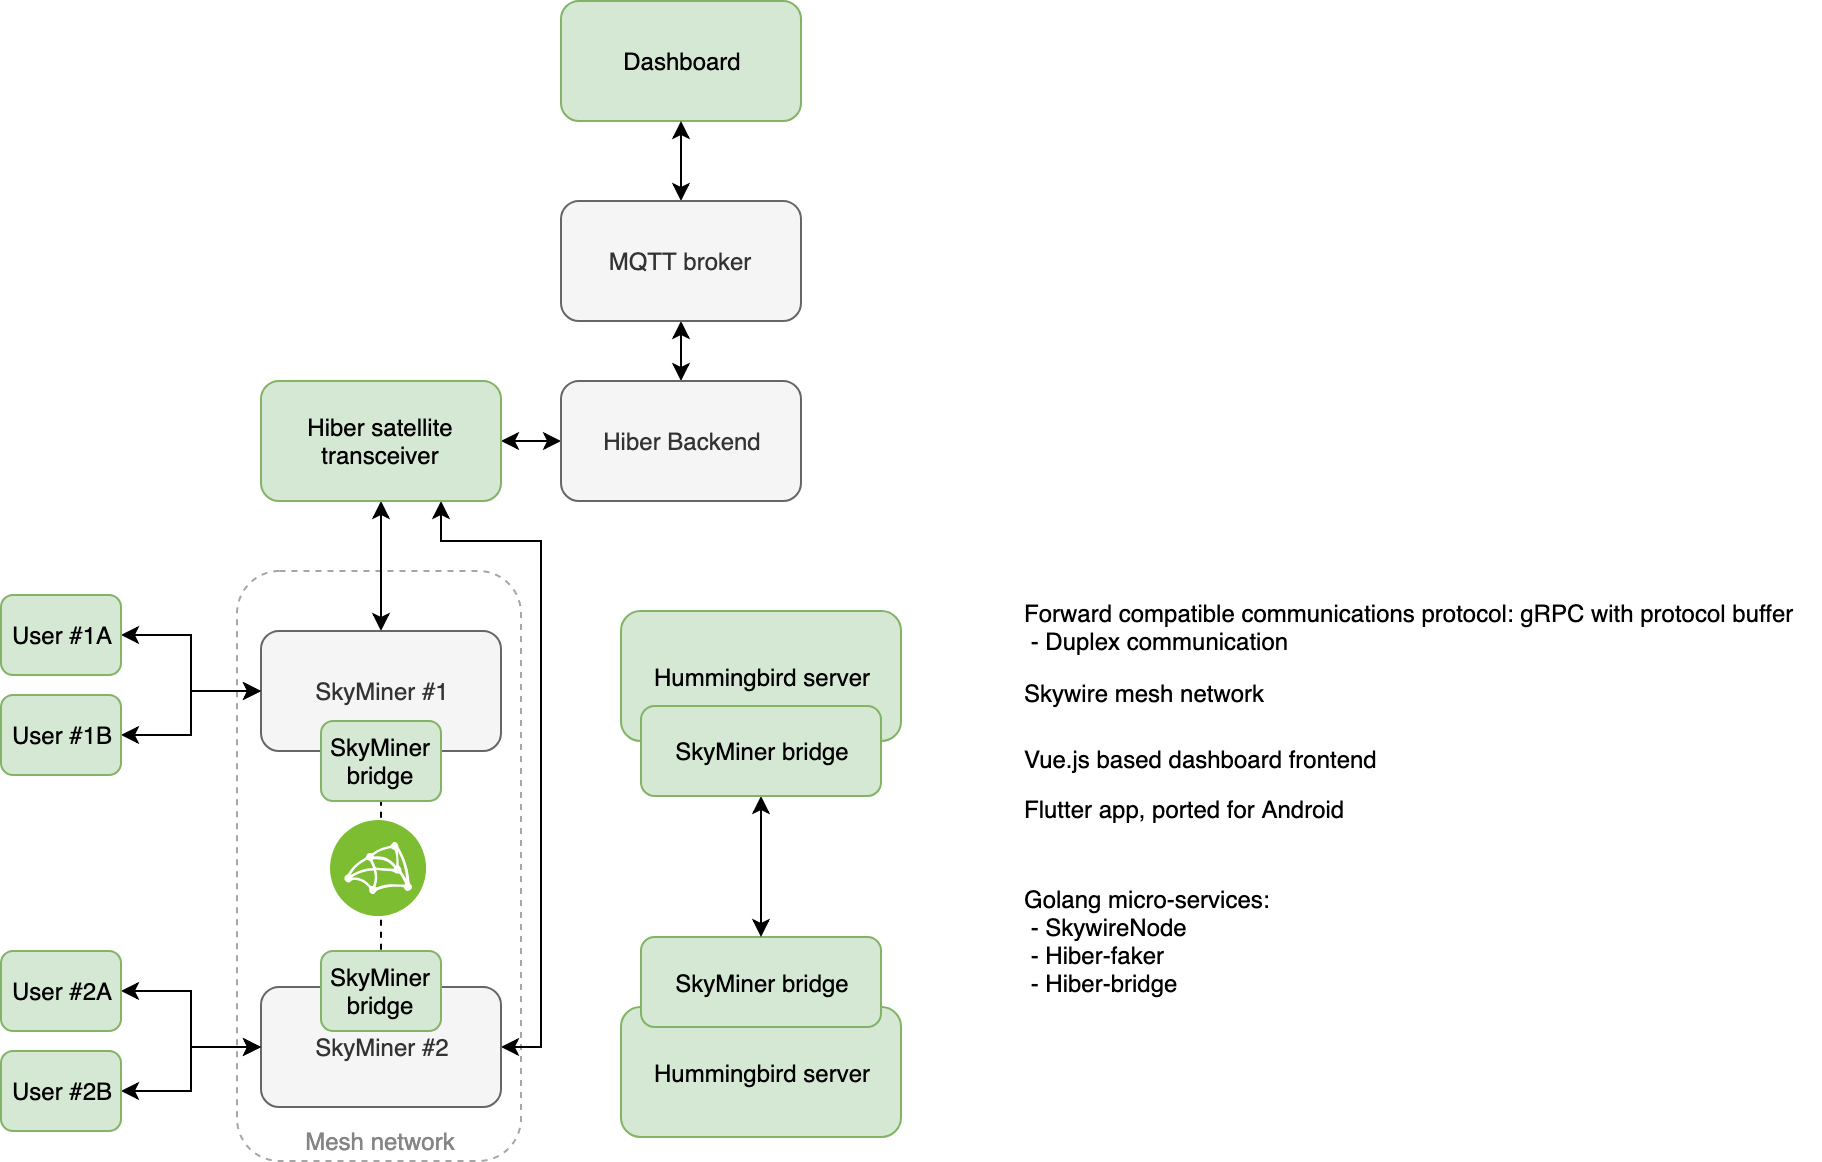 Dashboard
MQTT broker
Hiber satellite
transceiver
Hiber Backend
User #1A
User #1B
SkyMiner #1
SkyMiner
bridge
SkyMiner
bridge
SkyMiner #2
User #2A
User #2B
Mesh network
Hummingbird server
SkyMiner bridge
SkyMiner bridge
Hummingbird server
Forward compatible communications protocol: gRPC with protocol buffer
- Duplex communication
Skywire mesh network
Vue.js based dashboard frontend
Flutter app, ported for Android
Golang micro-services:
- SkywireNode
- Hiber-faker
- Hiber-bridge